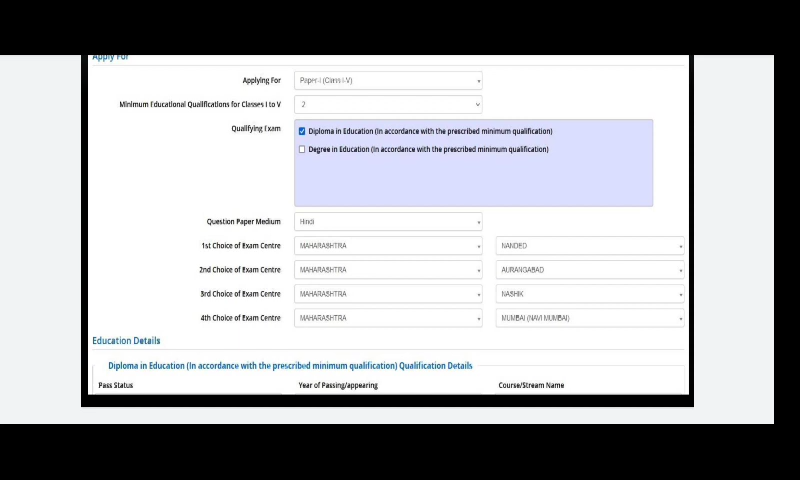 Apply For
Applying For Paper-I (Class I-V)
Minimum Educational Qualifications for Classes I to V 2
Qualifying Exam Diploma in Education (In accordance with the prescribed minimum qualification)
Degree in Education (In accordance with the prescribed minimum qualification)
Question Paper Medium Hindi
1st Choice of Exam Centre MAHARASHTRA NANDED
2nd Choice of Exam Centre MAHARASHTRA AURANGABAD
3rd Choice of Exam Centre MAHARASHTRA NASHIK
4th Choice of Exam Centre MAHARASHTRA MUMBAI (NAVI MUMBAI)
Education Details
Diploma in Education (In accordance with the prescribed minimum qualification) Qualification Details
Pass Status Year of Passing/appearing Course/Stream Name